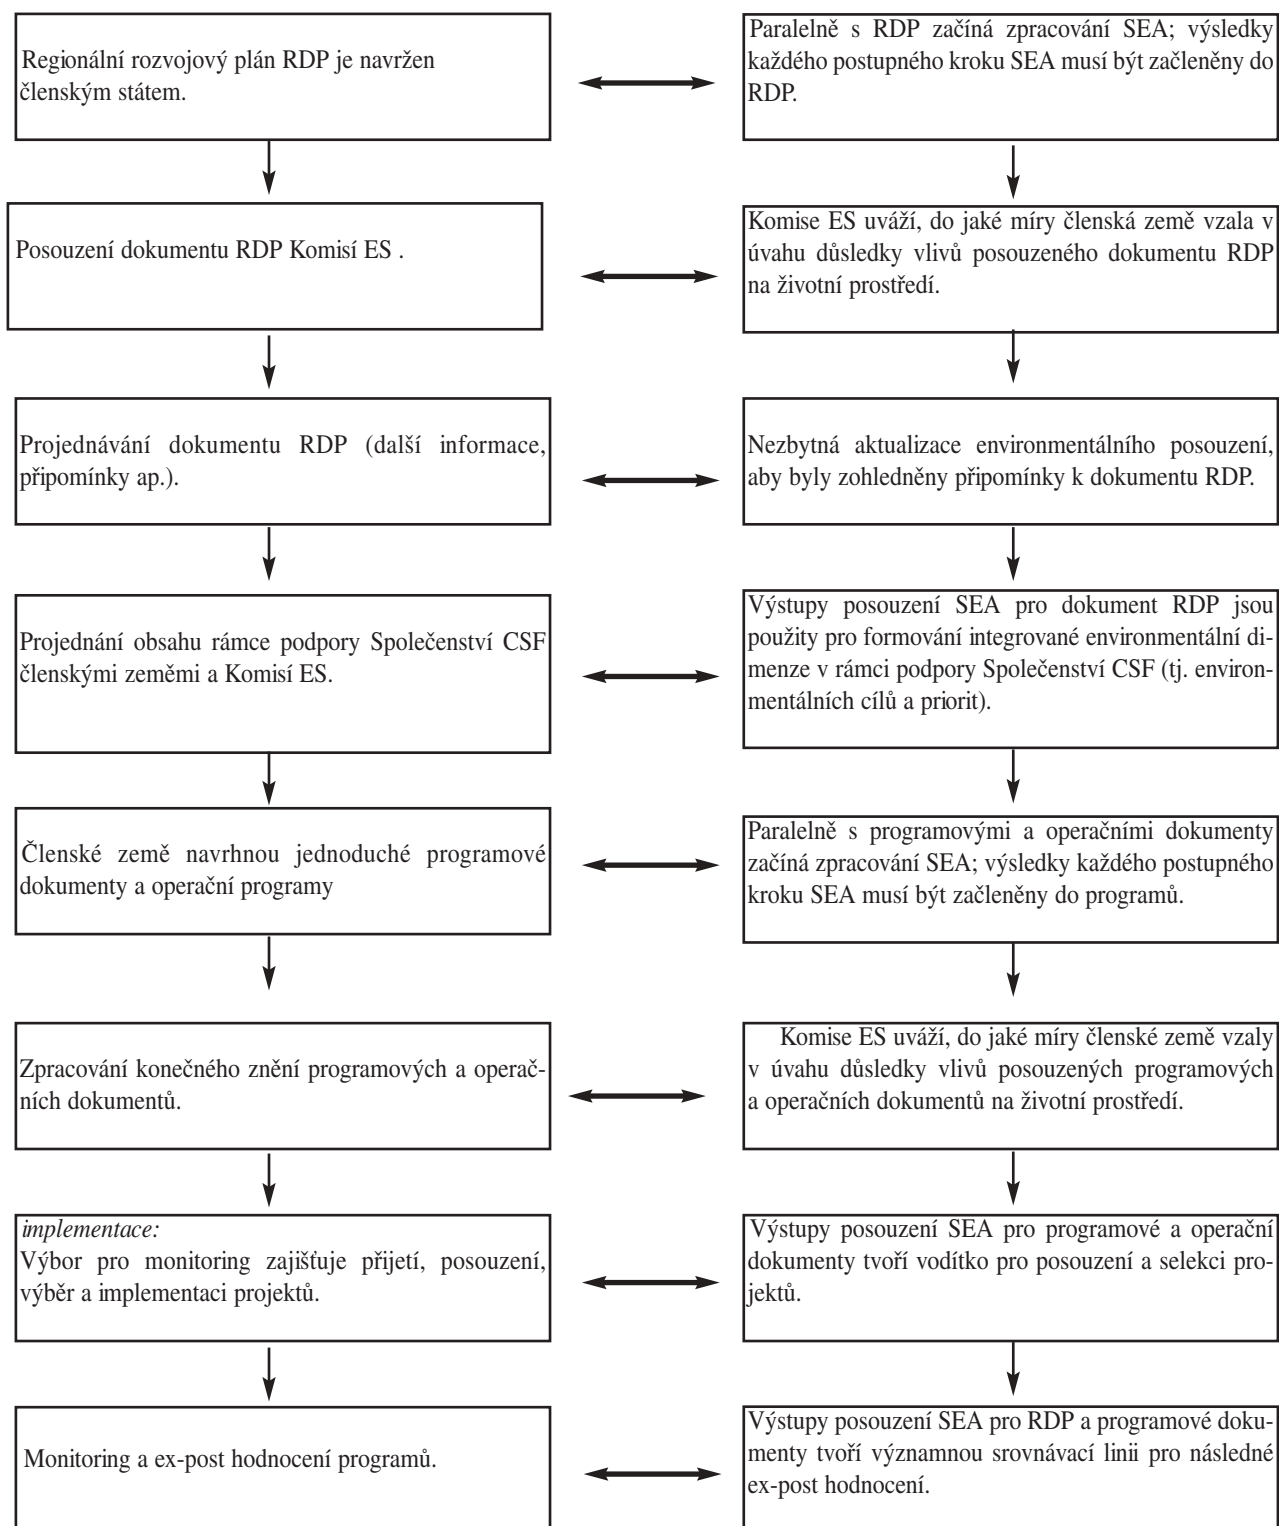 Regionální rozvojový plán RDP je navržen
členským státem.
Paralelně s RDP začíná zpracování SEA; výsledky
každého postupného kroku SEA musí být začleněny do
RDP.
Posouzení dokumentu RDP Komisí ES .
Komise ES uváží, do jaké míry členská země vzala v
úvahu důsledky vlivů posouzeného dokumentu RDP
na životní prostředí.
Projednávání dokumentu RDP (další informace,
připomínky ap.).
Nezbytná aktualizace environmentálního posouzení,
aby byly zohledněny připomínky k dokumentu RDP.
Projednání obsahu rámce podpory Společenství CSF
členskými zeměmi a Komisí ES.
Výstupy posouzení SEA pro dokument RDP jsou
použity pro formování integrované environmentální di-
menze v rámci podpory Společenství CSF (tj. environ-
mentálních cílů a priorit).
Členské země navrhnou jednoduché programové
dokumenty a operační programy
Paralelně s programovými a operačními dokumenty
začíná zpracování SEA; výsledky každého postupného
kroku SEA musí být začleněny do programů.
Zpracování konečného znění programových a operač-
ních dokumentů.
Komise ES uváží, do jaké míry členské země vzaly
v úvahu důsledky vlivů posouzených programových
a operačních dokumentů na životní prostředí.
implementace:
Výbor pro monitoring zajišťuje přijetí, posouzení,
výběr a implementaci projektů.
Výstupy posouzení SEA pro programové a operační
dokumenty tvoří vodítko pro posouzení a selekci pro-
jektů.
Monitoring a ex-post hodnocení programů.
Výstupy posouzení SEA pro RDP a programové doku-
menty tvoří významnou srovnávací linii pro následné
ex-post hodnocení.